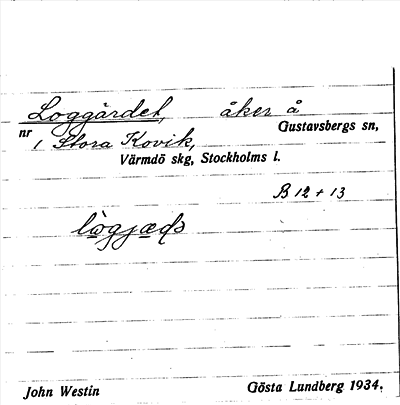 Loggärdet, åker å
Gustavsbergs sn,
nr 1 Stora Kovik,
Värmdö skg, Stockholms l.
B 12 + 13
John Westin Gösta Lundberg 1934.